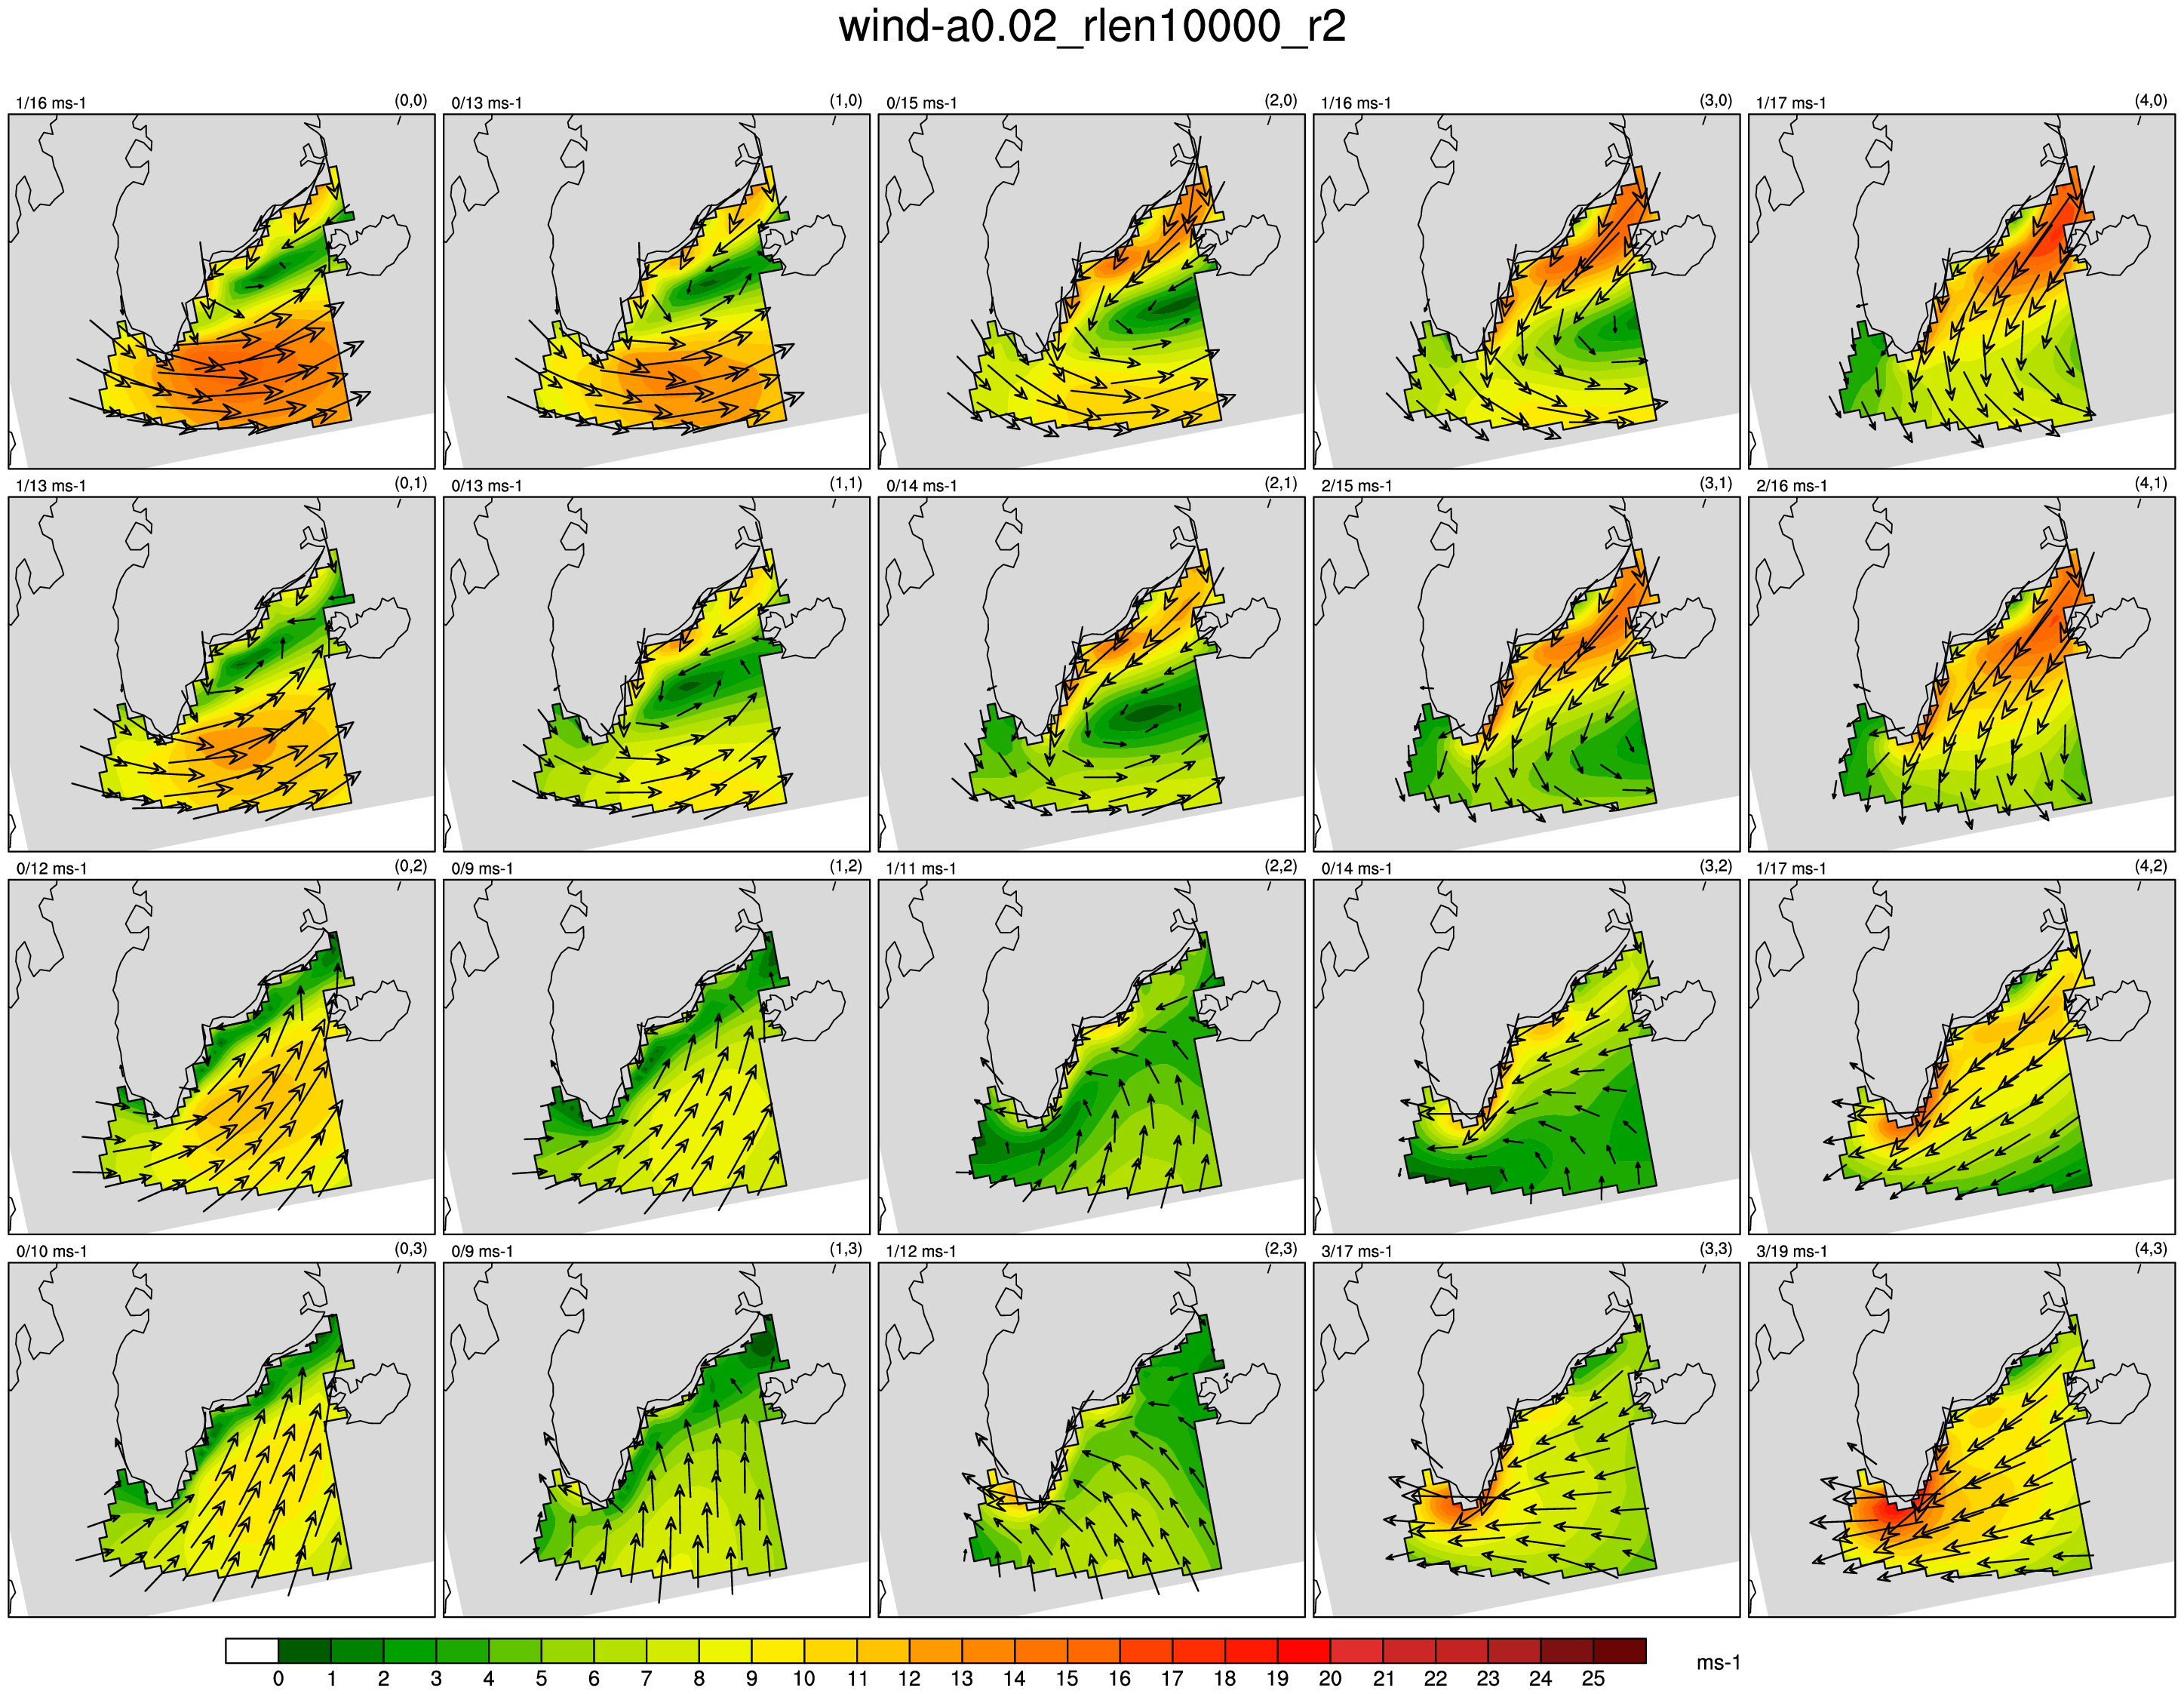 wind-a0.02_rlen10000_r2
1/16 ms-1 (0,0) 0/13 ms-1 (1,0) 0/15 ms-1 (2,0) 1/16 ms-1 (3,0) 1/17 ms-1 (4,0)
1/13 ms-1 (0,1) 0/13 ms-1 (1,1) 0/14 ms-1 (2,1) 2/15 ms-1 (3,1) 2/16 ms-1 (4,1)
0/12 ms-1 (0,2) 0/9 ms-1 (1,2) 1/11 ms-1 (2,2) 0/14 ms-1 (3,2) 1/17 ms-1 (4,2)
0/10 ms-1 (0,3) 0/9 ms-1 (1,3) 1/12 ms-1 (2,3) 3/17 ms-1 (3,3) 3/19 ms-1 (4,3)
0 1 2 3 4 5 6 7 8 9 10 11 12 13 14 15 16 17 18 19 20 21 22 23 24 25 ms-1